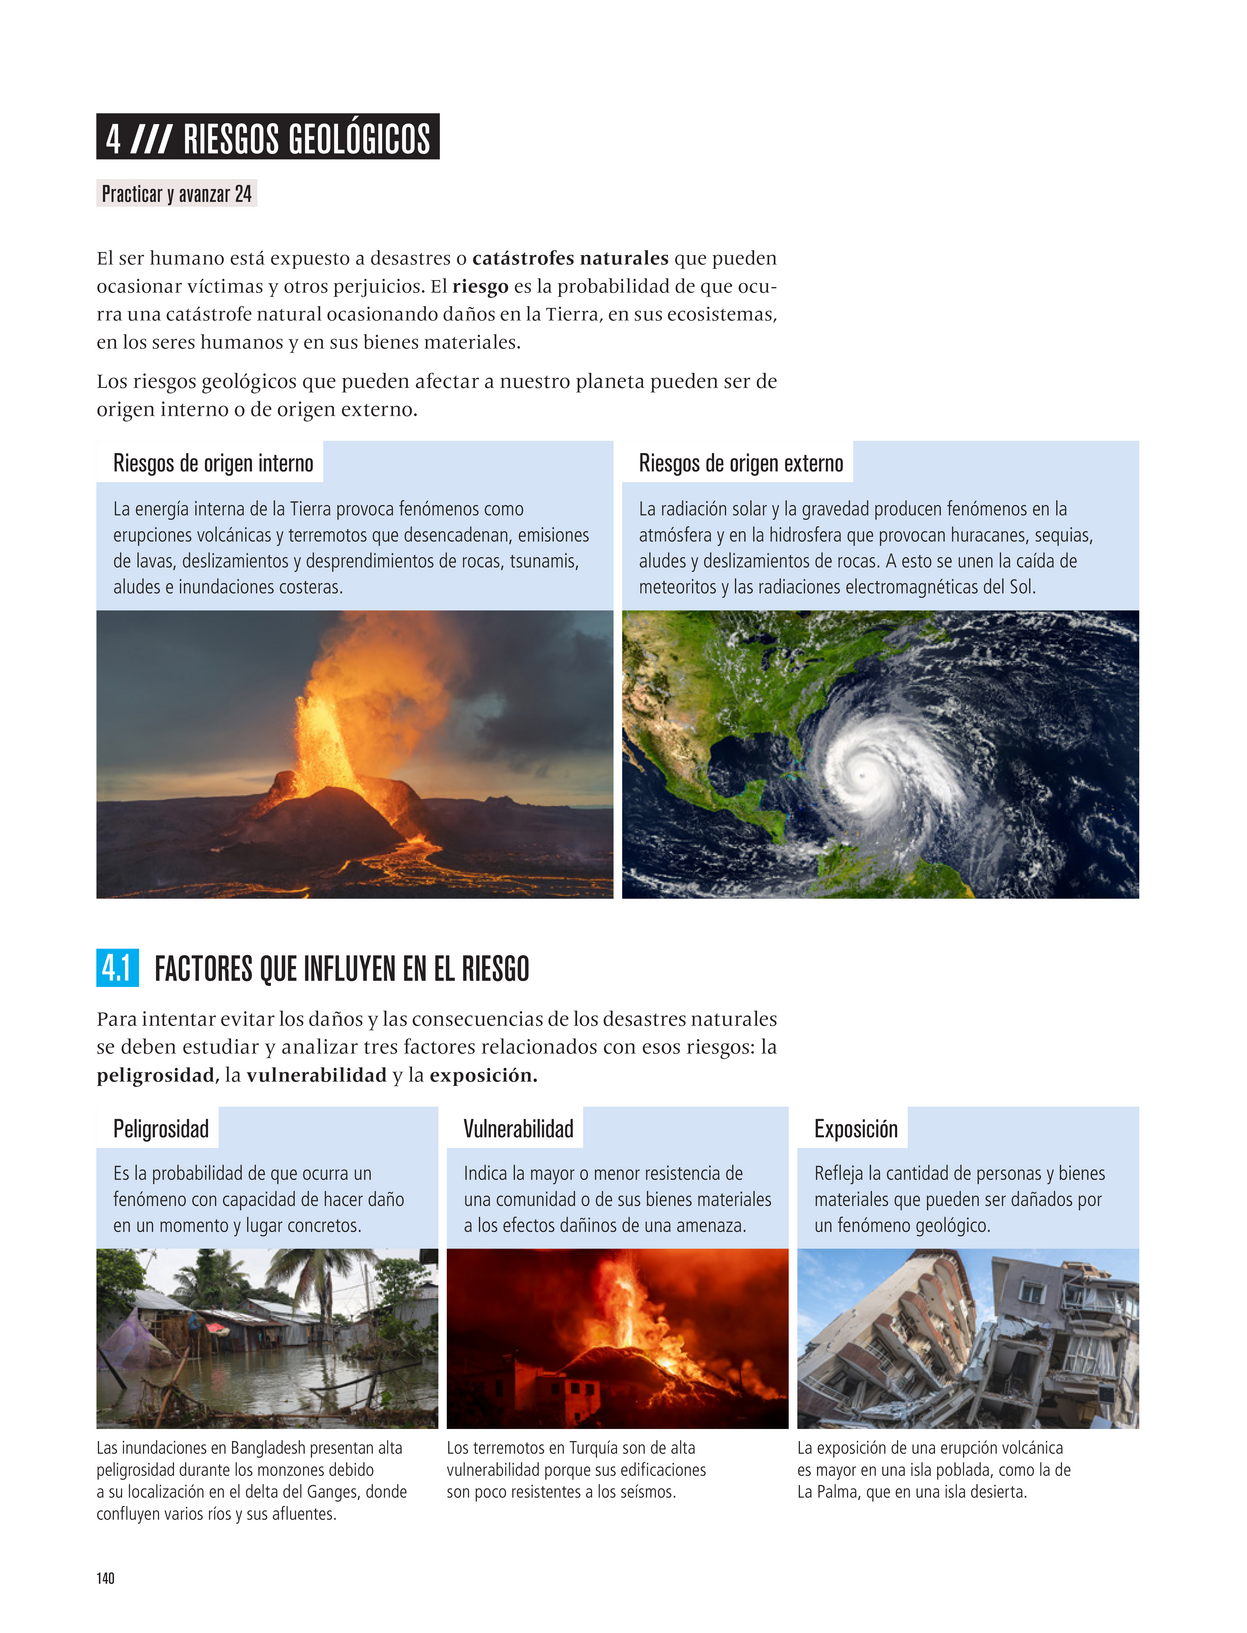 4 /// RIESGOS GEOLÓGICOS
Practicar y avanzar 24
El ser humano está expuesto a desastres o catástrofes naturales que pueden
ocasionar víctimas y otros perjuicios. El riesgo es la probabilidad de que ocu-
rra una catástrofe natural ocasionando daños en la Tierra, en sus ecosistemas,
en los seres humanos y en sus bienes materiales.
Los riesgos geológicos que pueden afectar a nuestro planeta pueden ser de
origen interno o de origen externo.
Riesgos de origen interno
La energía interna de la Tierra provoca fenómenos como
erupciones volcánicas y terremotos que desencadenan, emisiones
de lavas, deslizamientos y desprendimientos de rocas, tsunamis,
aludes e inundaciones costeras.
Riesgos de origen externo
La radiación solar y la gravedad producen fenómenos en la
atmósfera y en la hidrosfera que provocan huracanes, sequias,
aludes y deslizamientos de rocas. A esto se unen la caída de
meteoritos y las radiaciones electromagnéticas del Sol.
4.1 FACTORES QUE INFLUYEN EN EL RIESGO
Para intentar evitar los daños y las consecuencias de los desastres naturales
se deben estudiar y analizar tres factores relacionados con esos riesgos: la
peligrosidad, la vulnerabilidad y la exposición.
Peligrosidad
Es la probabilidad de que ocurra un
fenómeno con capacidad de hacer daño
en un momento y lugar concretos.
Las inundaciones en Bangladesh presentan alta
peligrosidad durante los monzones debido
a su localización en el delta del Ganges, donde
confluyen varios ríos y sus afluentes.
Vulnerabilidad
Indica la mayor o menor resistencia de
una comunidad o de sus bienes materiales
a los efectos dañinos de una amenaza.
Los terremotos en Turquía son de alta
vulnerabilidad porque sus edificaciones
son poco resistentes a los seísmos.
Exposición
Refleja la cantidad de personas y bienes
materiales que pueden ser dañados por
un fenómeno geológico.
La exposición de una erupción volcánica
es mayor en una isla poblada, como la de
La Palma, que en una isla desierta.
140